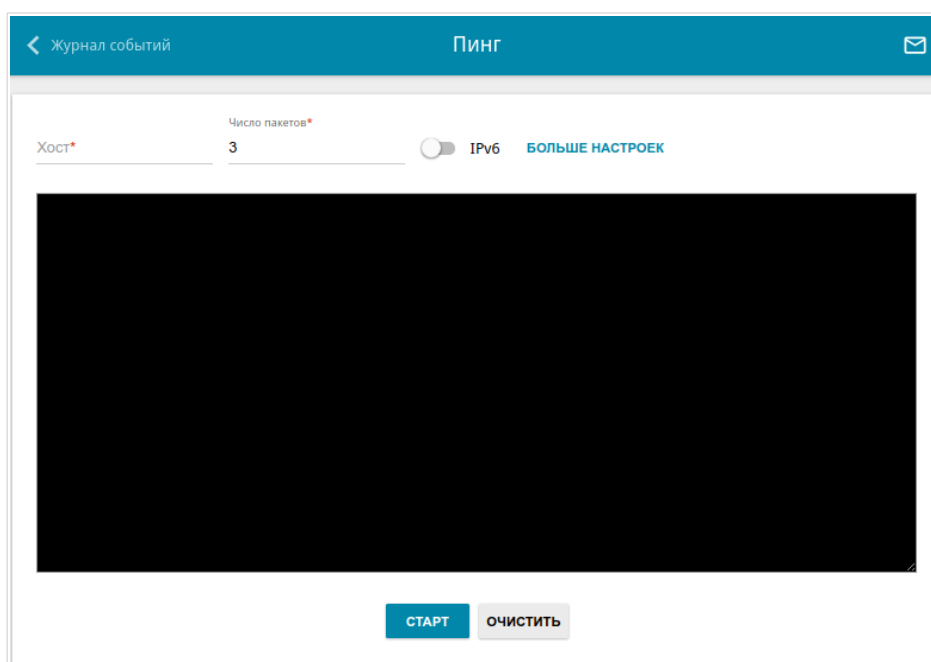 Журнал событий
Пинг
Число пакетов*
Хост*
3
IPv6
БОЛЬШЕ НАСТРОЕК
СТАРТ
ОЧИСТИТЬ